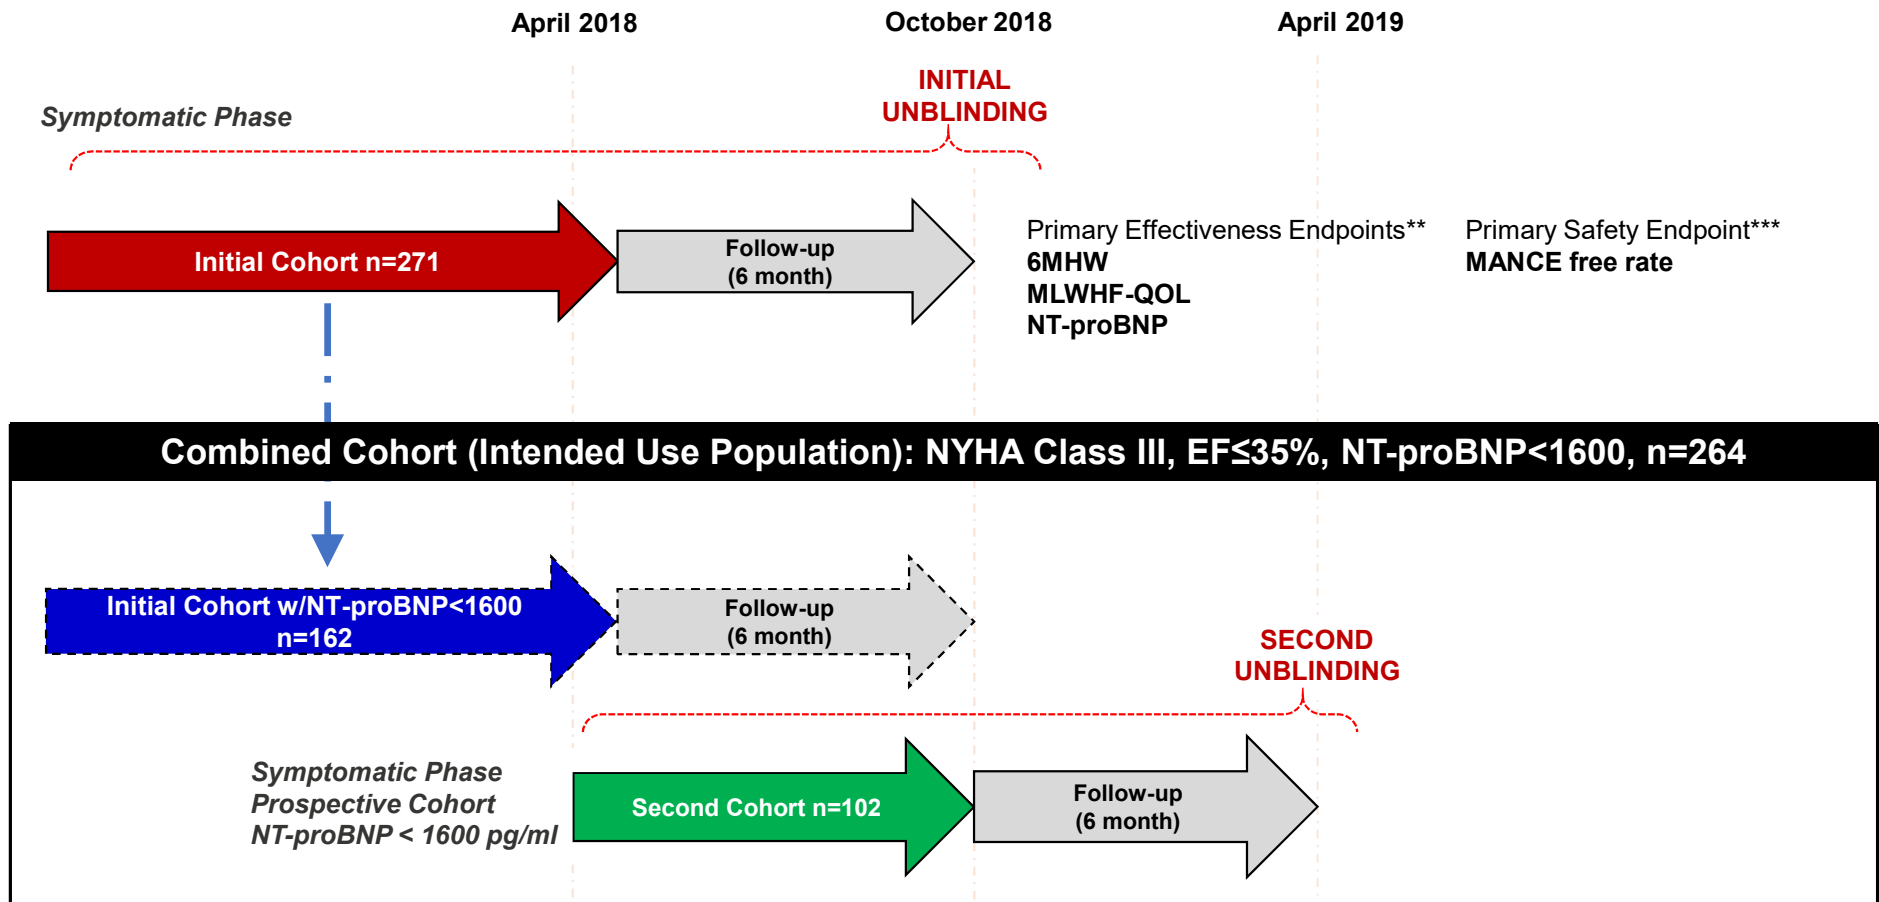 April 2018
October 2018
April 2019
INITIAL
UNBLINDING
Symptomatic Phase
Initial Cohort n=271
Follow-up
(6 month)
Primary Effectiveness Endpoints**
6MHW
MLWHF-QOL
NT-proBNP
Primary Safety Endpoint***
MANCE free rate
Combined Cohort (Intended Use Population): NYHA Class III, EF≤35%, NT-proBNP<1600, n=264
Initial Cohort w/NT-proBNP<1600
n=162
Follow-up
(6 month)
SECOND
UNBLINDING
Symptomatic Phase
Prospective Cohort
NT-proBNP < 1600 pg/ml
Second Cohort n=102
Follow-up
(6 month)